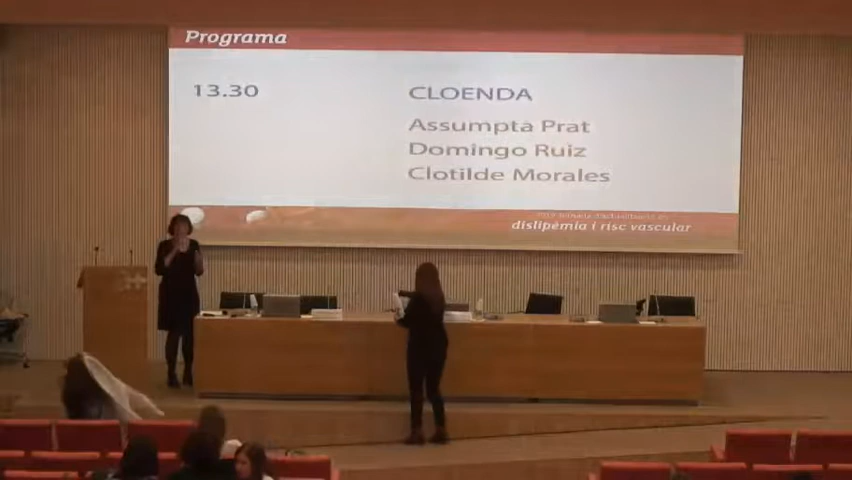 Programa
13.30 CLOENDA
Assumpta Prat
Domingo Ruiz
Clotilde Morales
dislipèmia i risc vascular